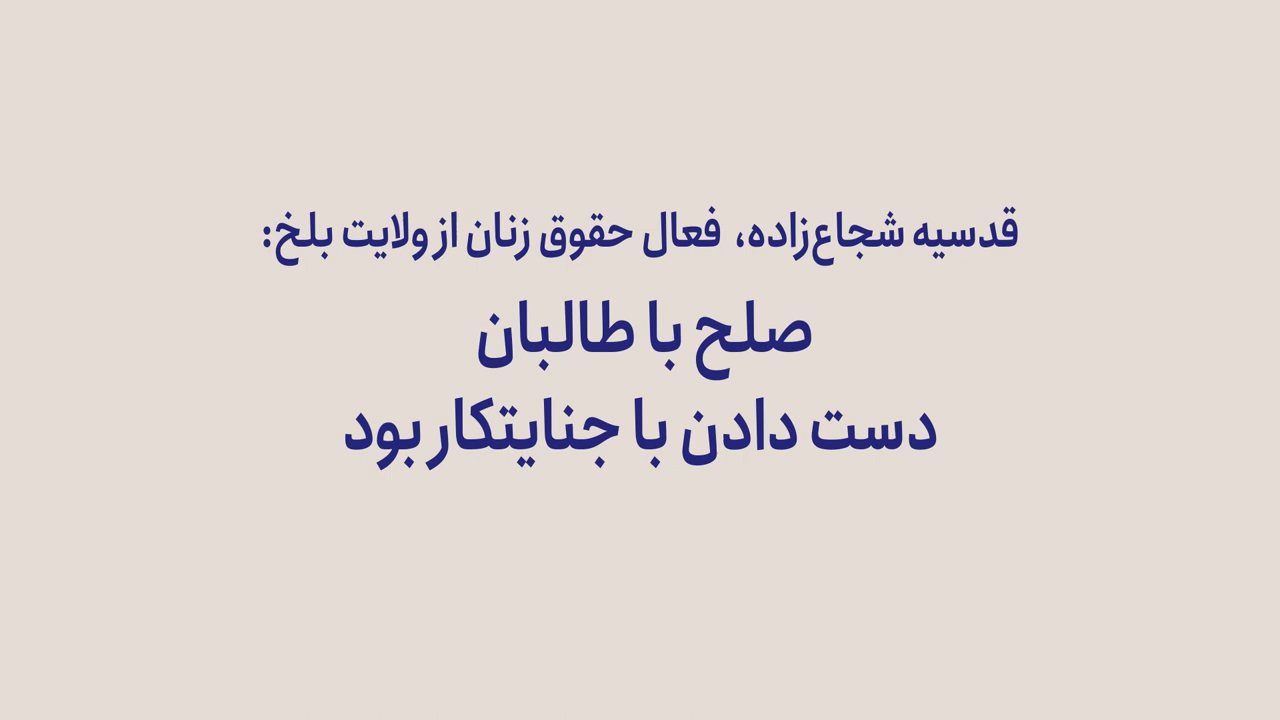 قدسیه شجاع‌زاده، فعال حقوق زنان از ولایت بلخ:
صلح با طالبان
دست دادن با جنایتکار بود